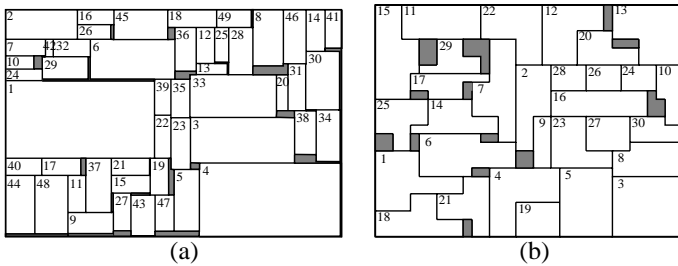 2 16 45 18 49 8 46 14 41
26 36 12 25 28
7 42 32 6
10 29 13 31 30
24
1 39 35 33 20
22 23 3 38 34
40 17 37 21 19 5 4
44 48 11 15
9 27 43 47
(a)
15 11 22 12 13
20
29
17 7 2 28 26 24 10
25 14 16
9 23 27 30
1 6 8
4 5 3
18 21 19
(b)